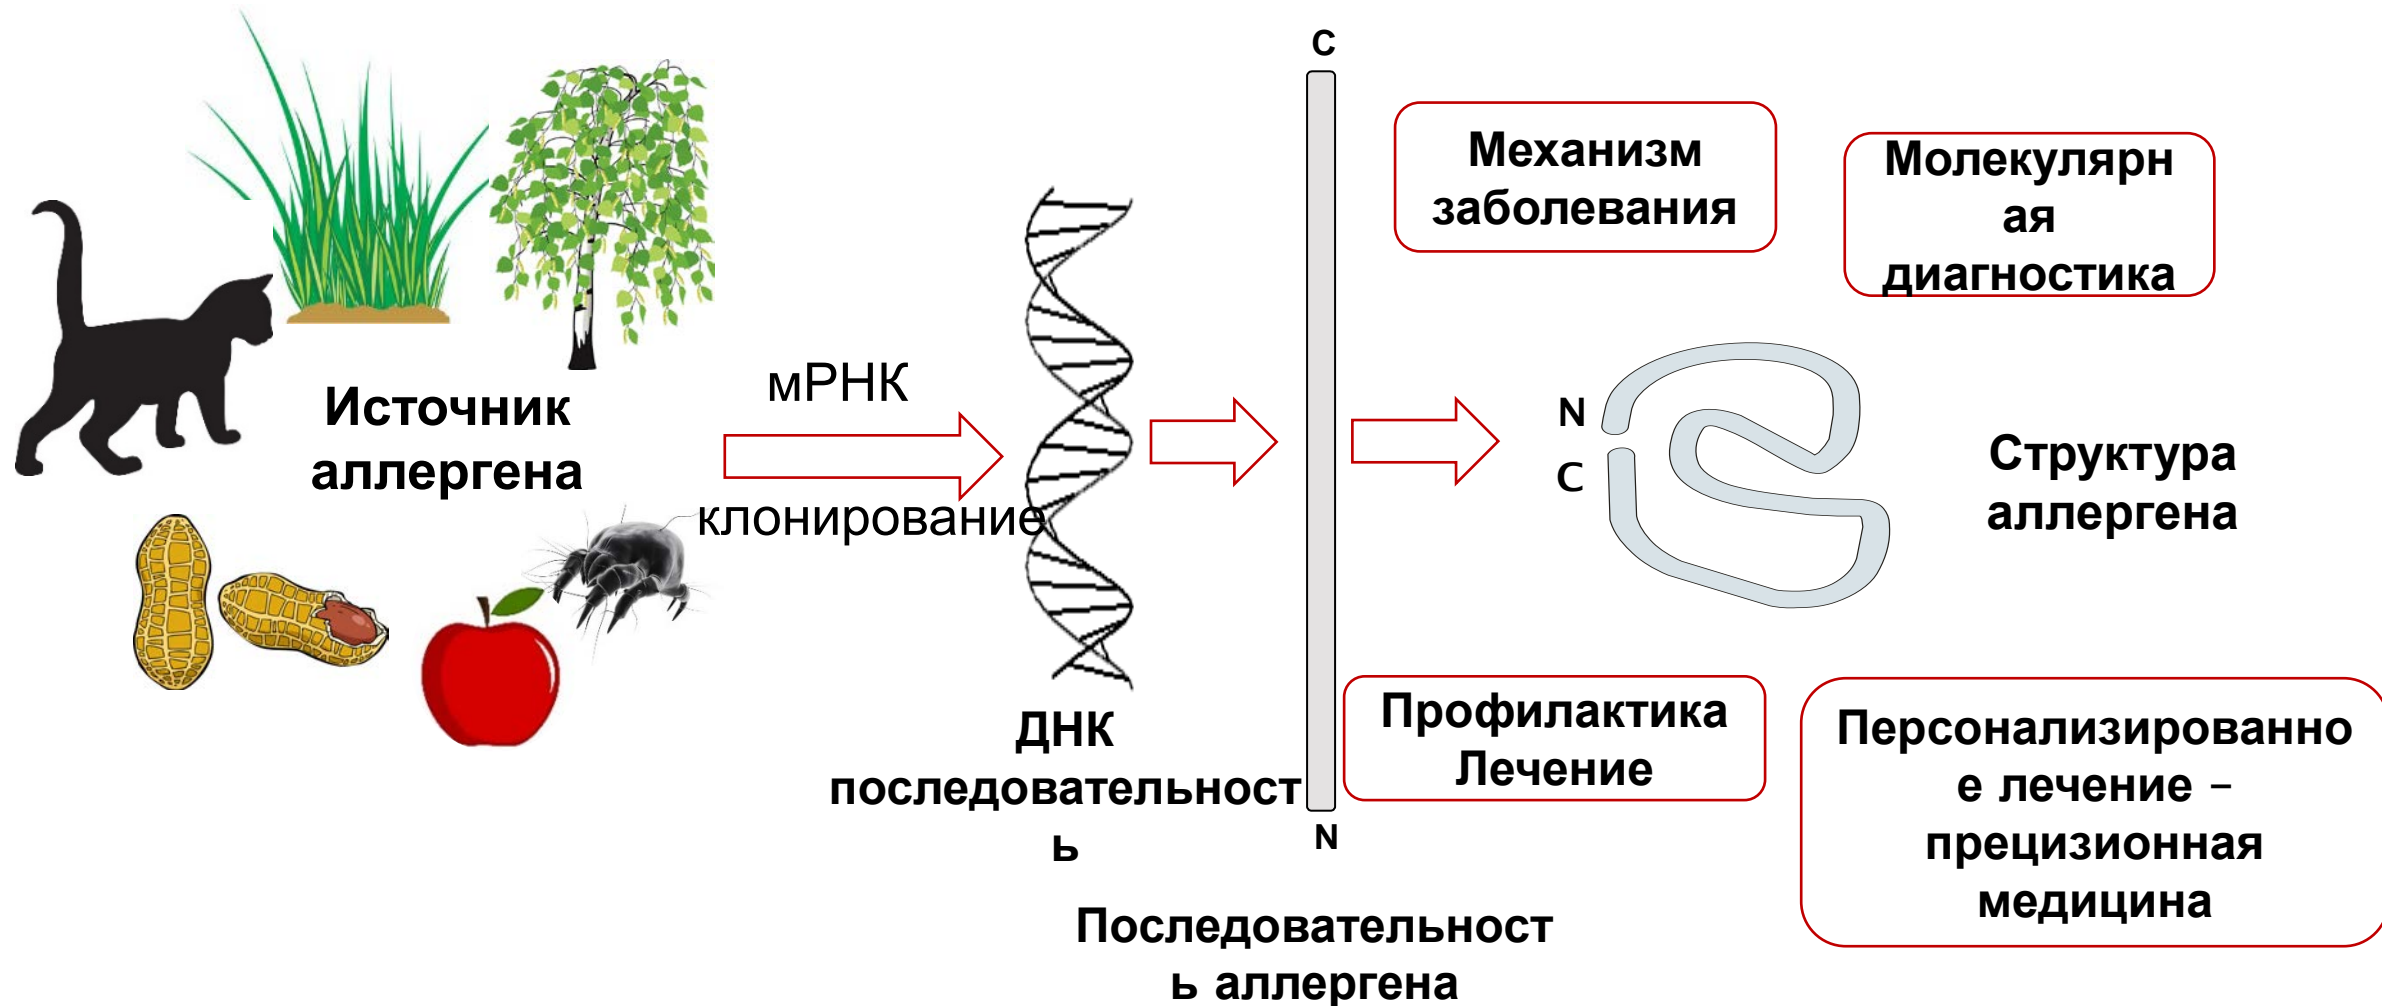 Источник
аллергена
мРНК
клонирование
ДНК
последовательност
ь
C
N
Последовательност
ь аллергена
Механизм
заболевания
Молекулярн
ая
диагностика
N
C
Структура
аллергена
Профилактика
Лечение
Персонализированно
е лечение –
прецизионная
медицина